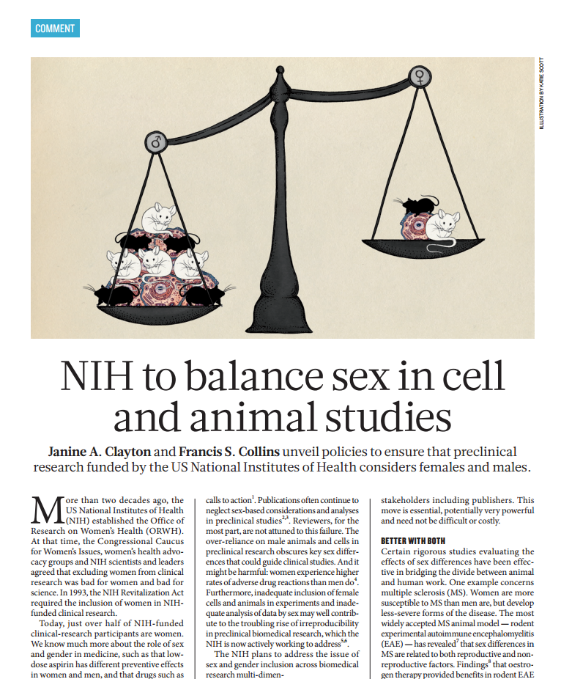 COMMENT
ILLUSTRATION BY KATIE SCOTT
♂
♀
NIH to balance sex in cell
and animal studies
Janine A. Clayton and Francis S. Collins unveil policies to ensure that preclinical
research funded by the US National Institutes of Health considers females and males.
More than two decades ago, the
US National Institutes of Health
(NIH) established the Office of
Research on Women's Health (ORWH).
At that time, the Congressional Caucus
for Women's Issues, women's health advo-
cacy groups and NIH scientists and leaders
agreed that excluding women from clinical
research was bad for women and bad for
science. In 1993, the NIH Revitalization Act
required the inclusion of women in NIH-
funded clinical research.
Today, just over half of NIH-funded
clinical-research participants are women.
We know much more about the role of sex
and gender in medicine, such as that low-
dose aspirin has different preventive effects
in women and men, and that drugs such as
calls to action¹. Publications often continue to
neglect sex-based considerations and analyses
in preclinical studies²,³. Reviewers, for the
most part, are not attuned to this failure. The
over-reliance on male animals and cells in
preclinical research obscures key sex differ-
ences that could guide clinical studies. And it
might be harmful: women experience higher
rates of adverse drug reactions than men do⁴.
Furthermore, inadequate inclusion of female
cells and animals in experiments and inade-
quate analysis of data by sex may well contrib-
ute to the troubling rise of irreproducibility
in preclinical biomedical research, which the
NIH is now actively working to address⁵,⁶.
The NIH plans to address the issue of
sex and gender inclusion across biomedical
research multi-dimen-
stakeholders including publishers. This
move is essential, potentially very powerful
and need not be difficult or costly.
BETTER WITH BOTH
Certain rigorous studies evaluating the
effects of sex differences have been effec-
tive in bridging the divide between animal
and human work. One example concerns
multiple sclerosis (MS). Women are more
susceptible to MS than men are, but develop
less-severe forms of the disease. The most
widely accepted MS animal model — rodent
experimental autoimmune encephalomyelitis
(EAE) — has revealed⁷ that sex differences in
MS are related to both reproductive and non-
reproductive factors. Findings⁸ that oestro-
gen therapy provided benefits in rodent EAE